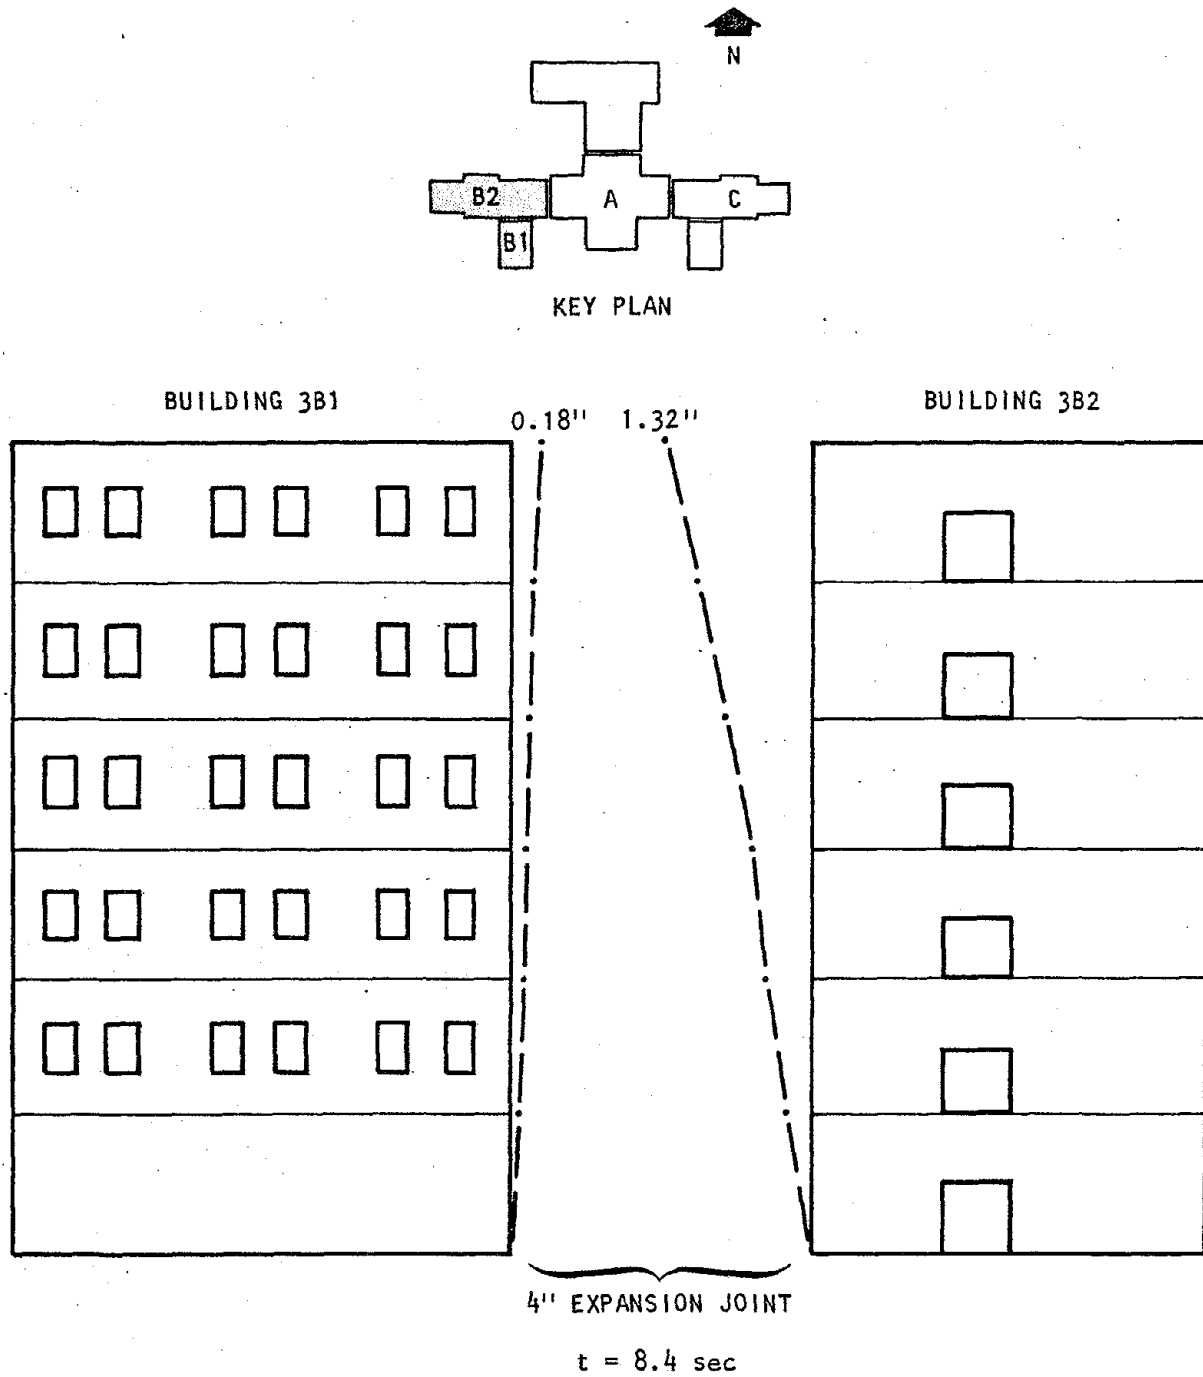 N
B2
A
C
B1
KEY PLAN
BUILDING 3B1
BUILDING 3B2
0.18" 1.32"
4" EXPANSION JOINT
t = 8.4 sec